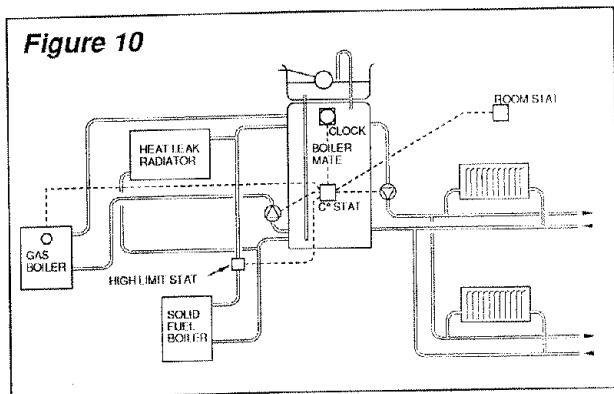 Figure 10
ROOM STAT
CLOCK
BOILER
MATE
HEAT LEAK
RADIATOR
C° STAT
GAS
BOILER
HIGH LIMIT STAT
SOLID
FUEL
BOILER